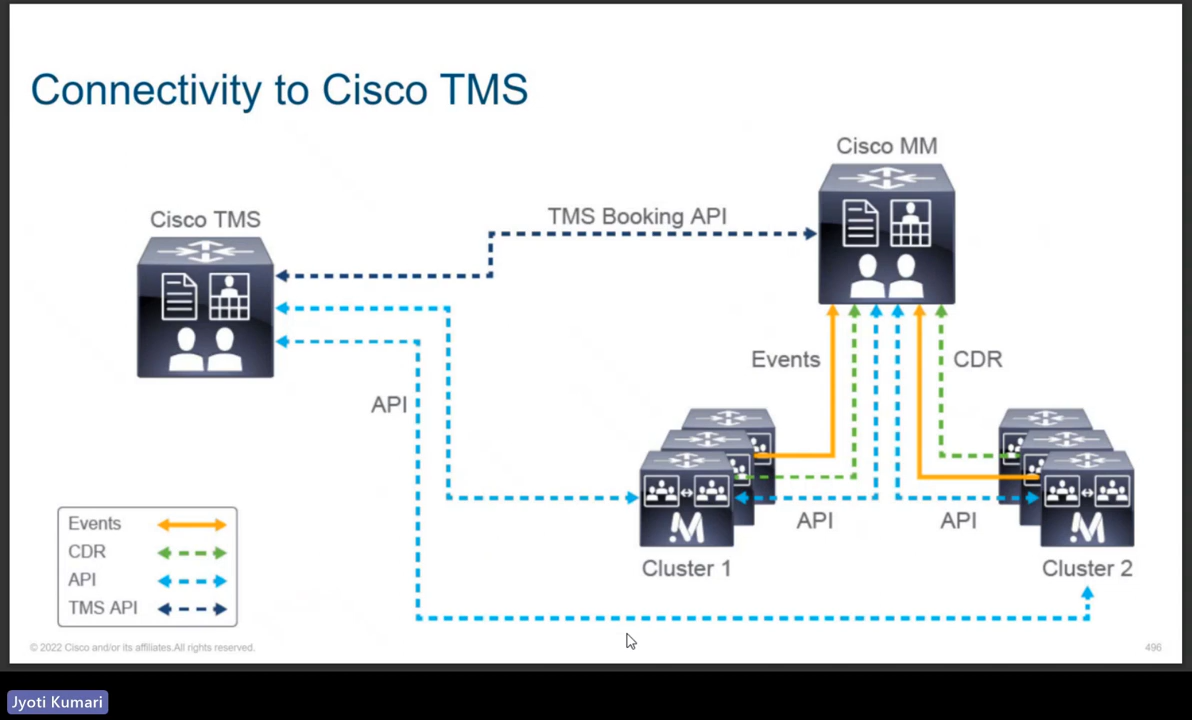 Connectivity to Cisco TMS
Cisco MM
Cisco TMS
TMS Booking API
Events
CDR
API
API
API
Cluster 1
Cluster 2
Events
CDR
API
TMS API
© 2022 Cisco and/or its affiliates.All rights reserved.
496
Jyoti Kumari